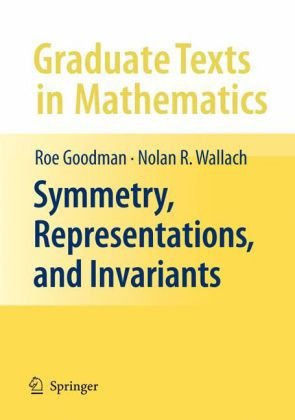 Graduate Texts
in Mathematics
Roe Goodman · Nolan R. Wallach
Symmetry,
Representations,
and Invariants
Springer